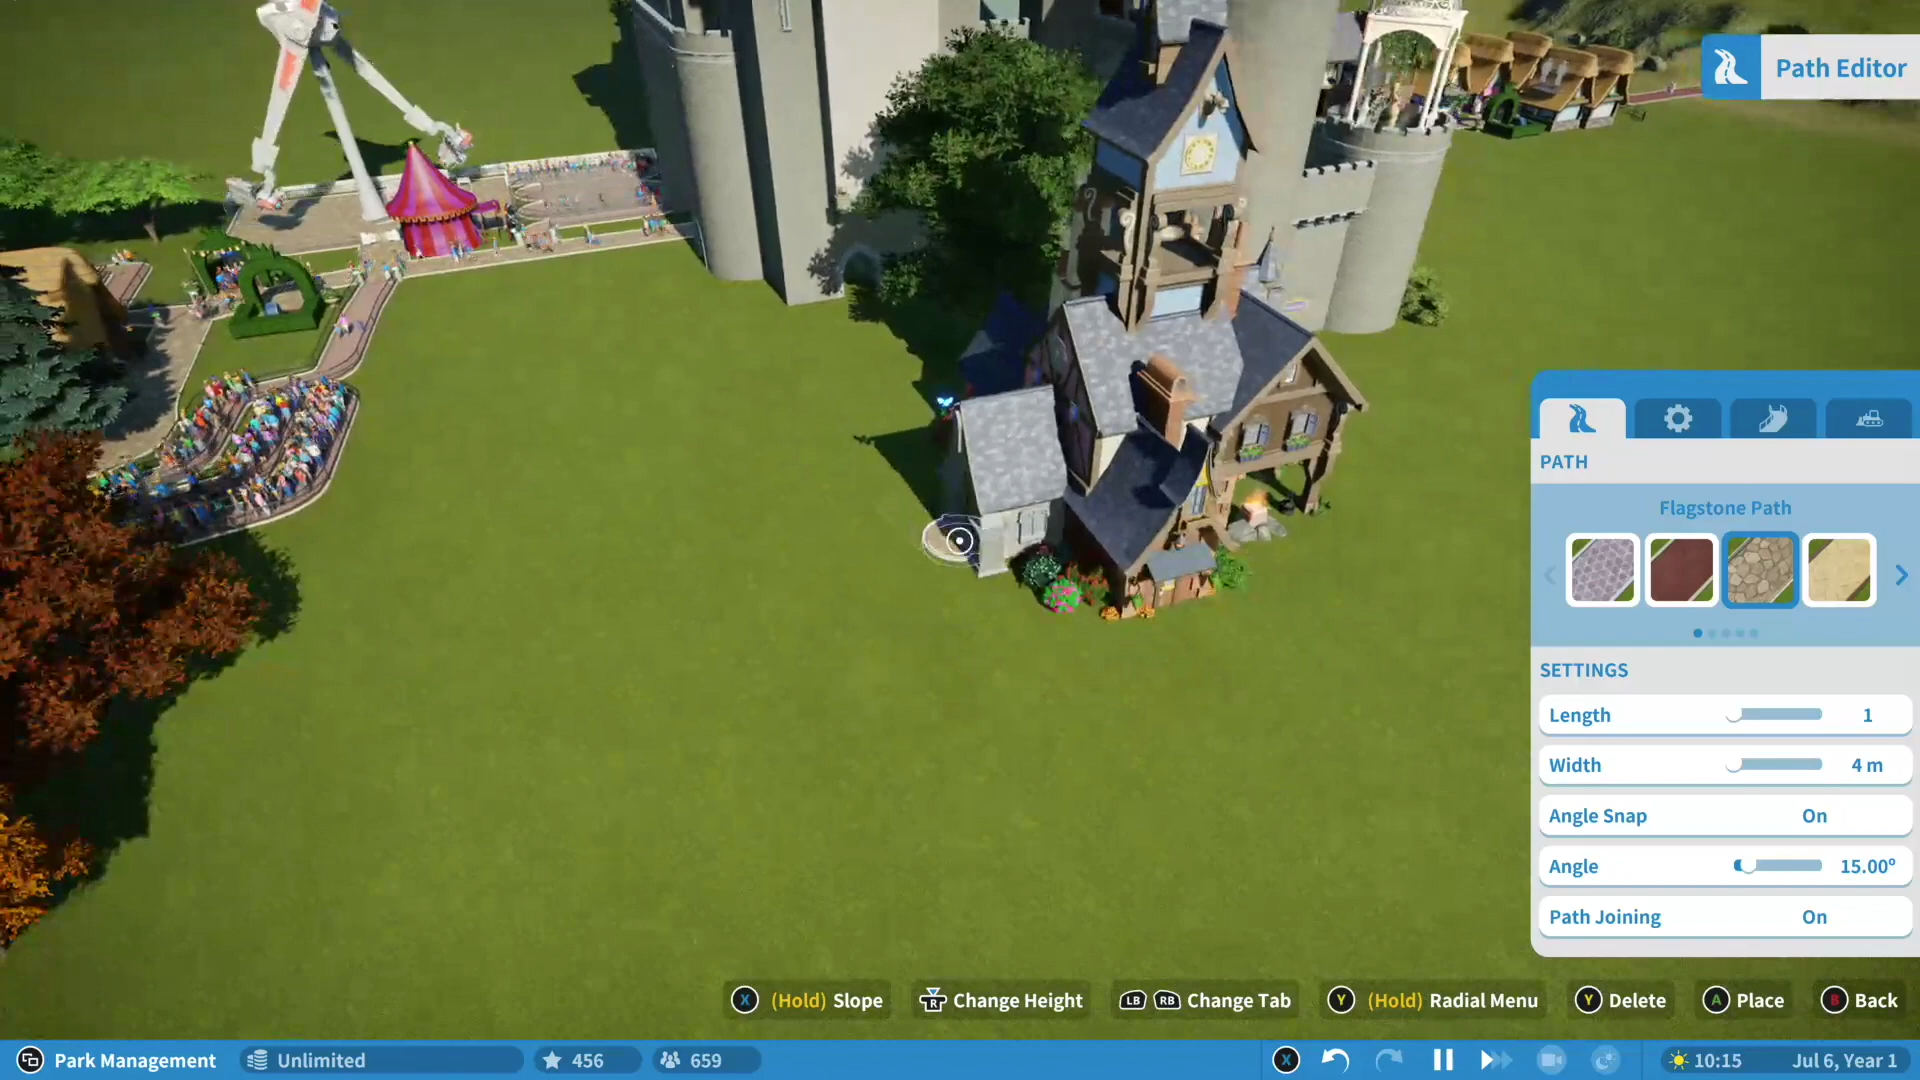 Path Editor
PATH
Flagstone Path
SETTINGS
Length 1
Width 4 m
Angle Snap On
Angle 15.00°
Path Joining On
X (Hold) Slope R Change Height LB RB Change Tab Y (Hold) Radial Menu Y Delete A Place B Back
Park Management Unlimited 456 659 X 10:15 Jul 6, Year 1